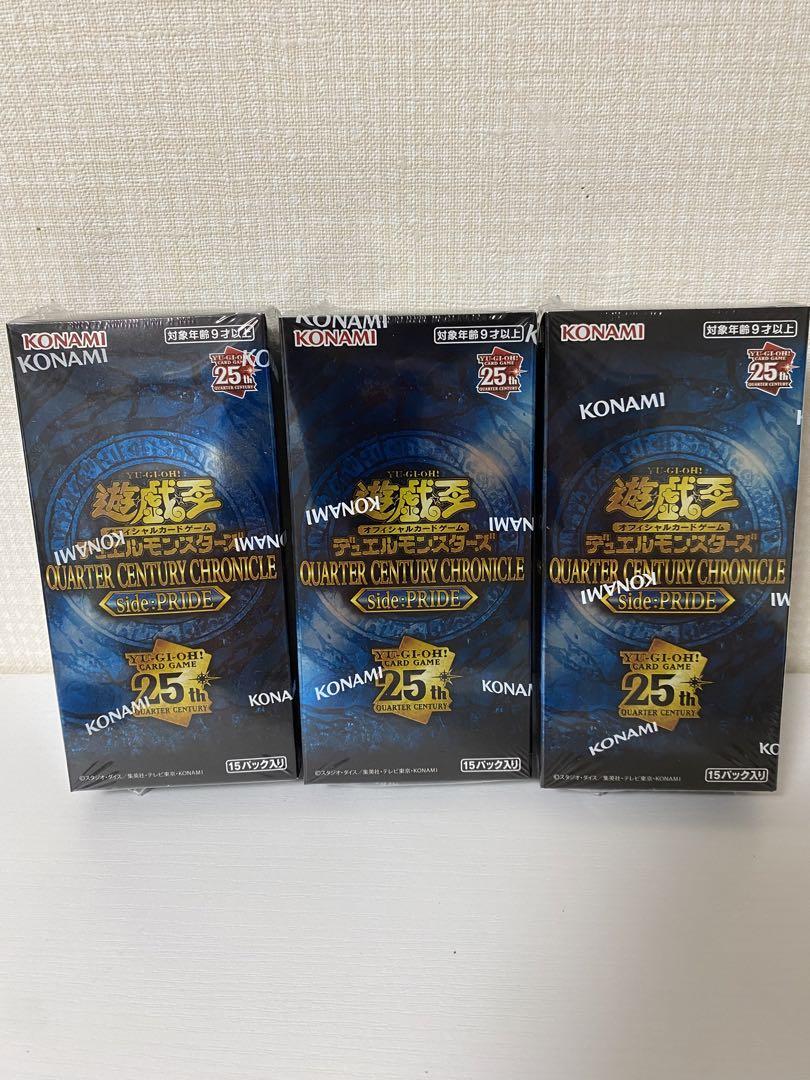 KONAMI
対象年齢9才以上
KONAMI
YU-GI-OH!
CARD GAME
25th
QUARTER CENTURY
YU-GI-OH!
遊戯王
オフィシャルカードゲーム
デュエルモンスターズ
KONAMI
QUARTER CENTURY CHRONICLE
side:PRIDE
YU-GI-OH!
CARD GAME
25th
QUARTER CENTURY
KONAMI
KONAMI
15パック入り
©スタジオ・ダイス/集英社・テレビ東京・KONAMI
KONAMI
KONAMI
対象年齢9才以上
YU-GI-OH!
CARD GAME
25th
QUARTER CENTURY
YU-GI-OH!
遊戯王
KONAMI
オフィシャルカードゲーム
デュエルモンスターズ
QUARTER CENTURY CHRONICLE
side:PRIDE
YU-GI-OH!
CARD GAME
25th
QUARTER CENTURY
KONAMI
15パック入り
©スタジオ・ダイス/集英社・テレビ東京・KONAMI
KONAMI
対象年齢9才以上
YU-GI-OH!
CARD GAME
25th
QUARTER CENTURY
KONAMI
YU-GI-OH!
遊戯王
オフィシャルカードゲーム
デュエルモンスターズ
QUARTER CENTURY CHRONICLE
KONAMI
side:PRIDE
YU-GI-OH!
CARD GAME
25th
QUARTER CENTURY
KONAMI
15パック入り
©スタジオ・ダイス/集英社・テレビ東京・KONAMI